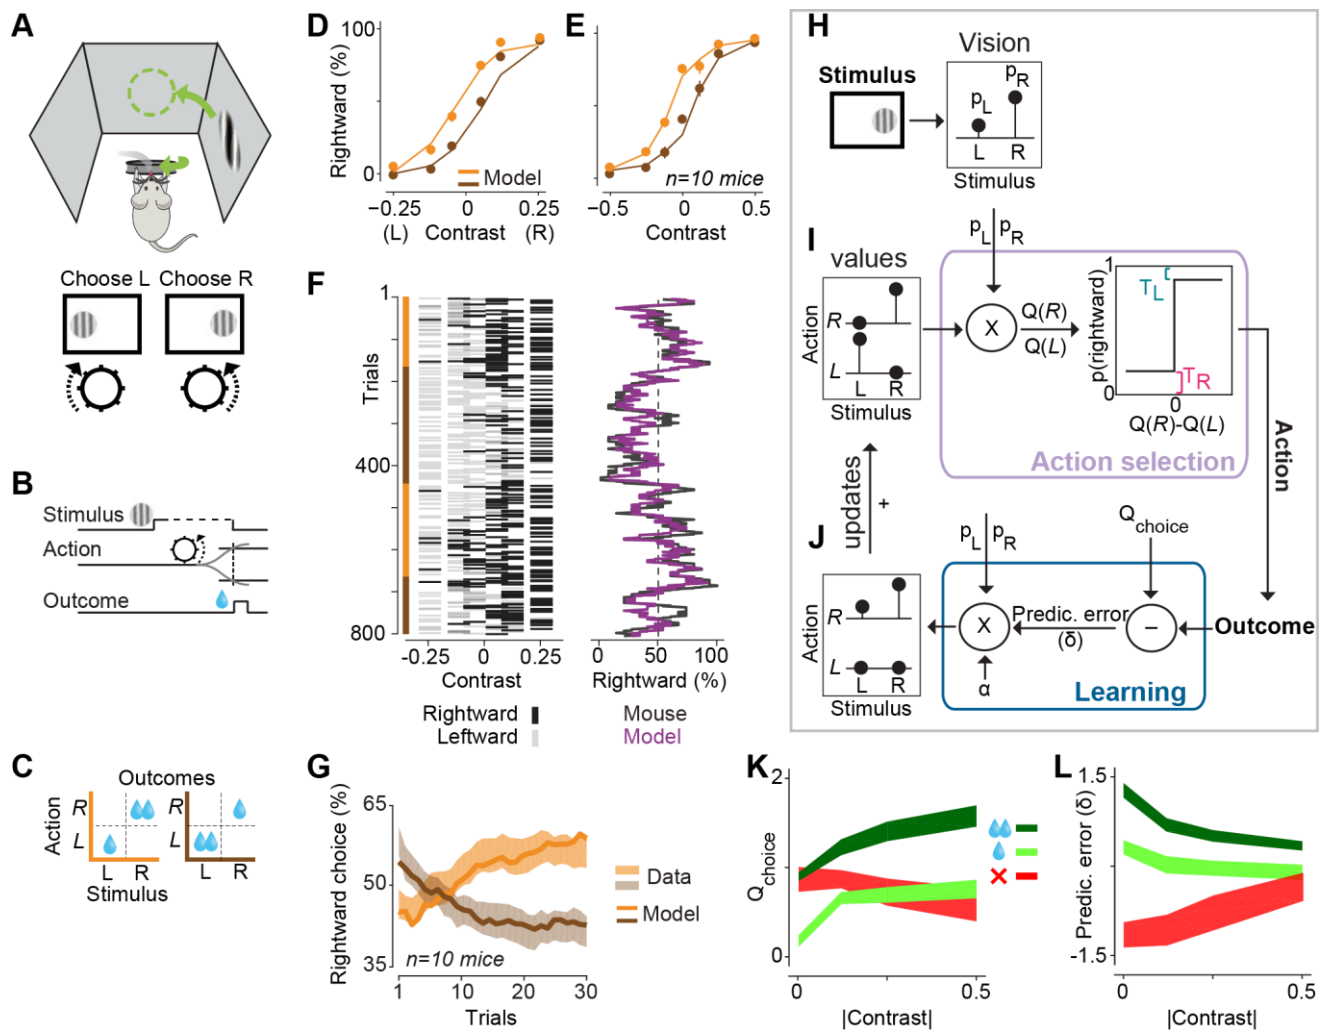 A
Choose L Choose R
B
Stimulus
Action
Outcome
C
Outcomes
Action
R
L
L R
Stimulus
R
L
L R
D
Rightward (%)
100
0
Model
−0.25 0 0.25
(L) Contrast (R)
E
n=10 mice
−0.5 0 0.5
Contrast
F
Trials
1
400
800
-0.25 0 0.25
Contrast
Rightward
Leftward
0 50 100
Rightward (%)
Mouse
Model
G
Rightward choice (%)
65
50
35
n=10 mice
1 10 20 30
Trials
Data
Model
H
Stimulus
Vision
pL
pR
L R
Stimulus
pL pR
I
values
Action
R
L
L R
Stimulus
X
Q(R)
Q(L)
p(rightward)
1
0
TL
TR
0
Q(R)-Q(L)
Action selection
Action
updates
+
J
Action
R
L
L R
Stimulus
pL pR
Qchoice
X
α
Predic. error
(δ)
−
Outcome
Learning
K
Qchoice
2
0
0 0.5
|Contrast|
L
Predic. error (δ)
1.5
-1.5
0 0.5
|Contrast|